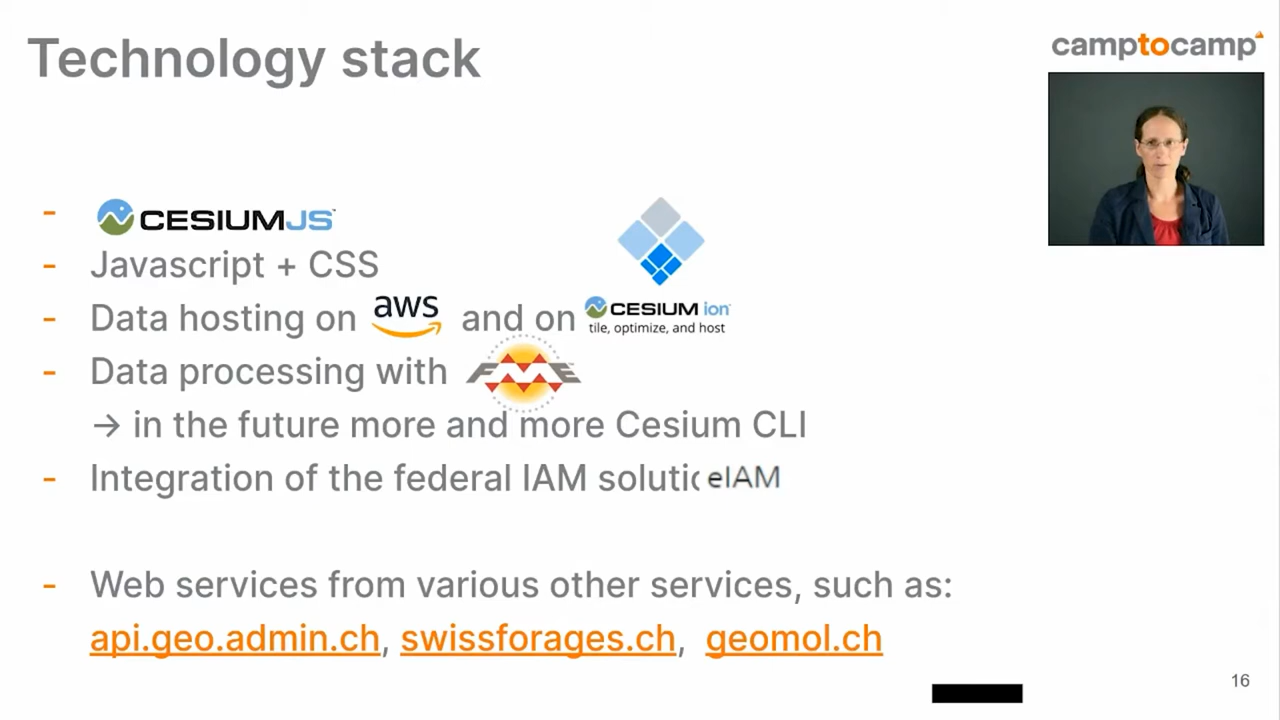 Technology stack
camptocamp
- CESIUMJS
- Javascript + CSS
- Data hosting on aws and on CESIUM ion
tile, optimize, and host
- Data processing with FME
→ in the future more and more Cesium CLI
- Integration of the federal IAM solutio eIAM
- Web services from various other services, such as:
api.geo.admin.ch, swissforages.ch, geomol.ch
16